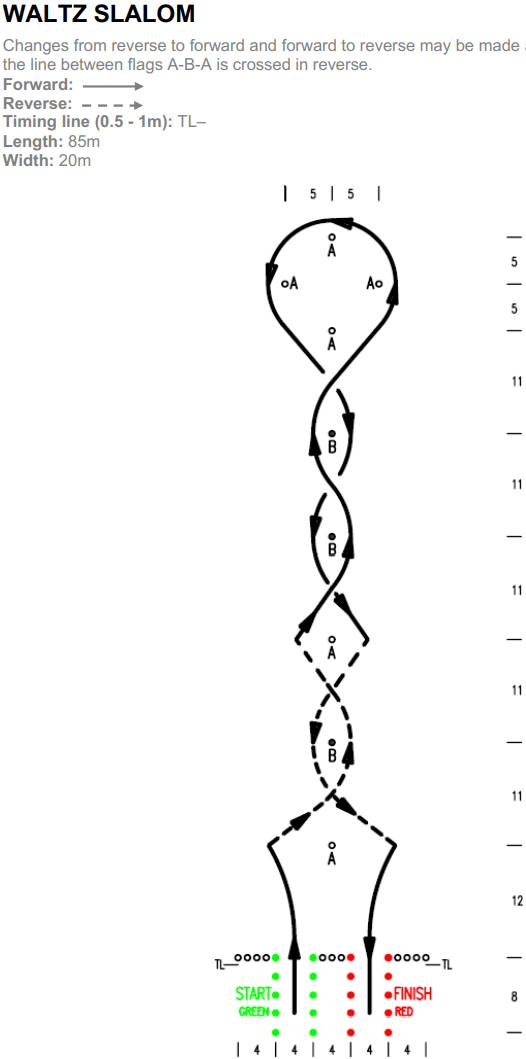 WALTZ SLALOM
Changes from reverse to forward and forward to reverse may be made
the line between flags A-B-A is crossed in reverse.
Forward:
Reverse:
Timing line (0.5 - 1m): TL–
Length: 85m
Width: 20m
5 5
A
5
A A
5
A
11
B
11
B
11
A
11
B
11
A
12
TL TL
START FINISH
8
GREEN RED
4 4 4 4 4